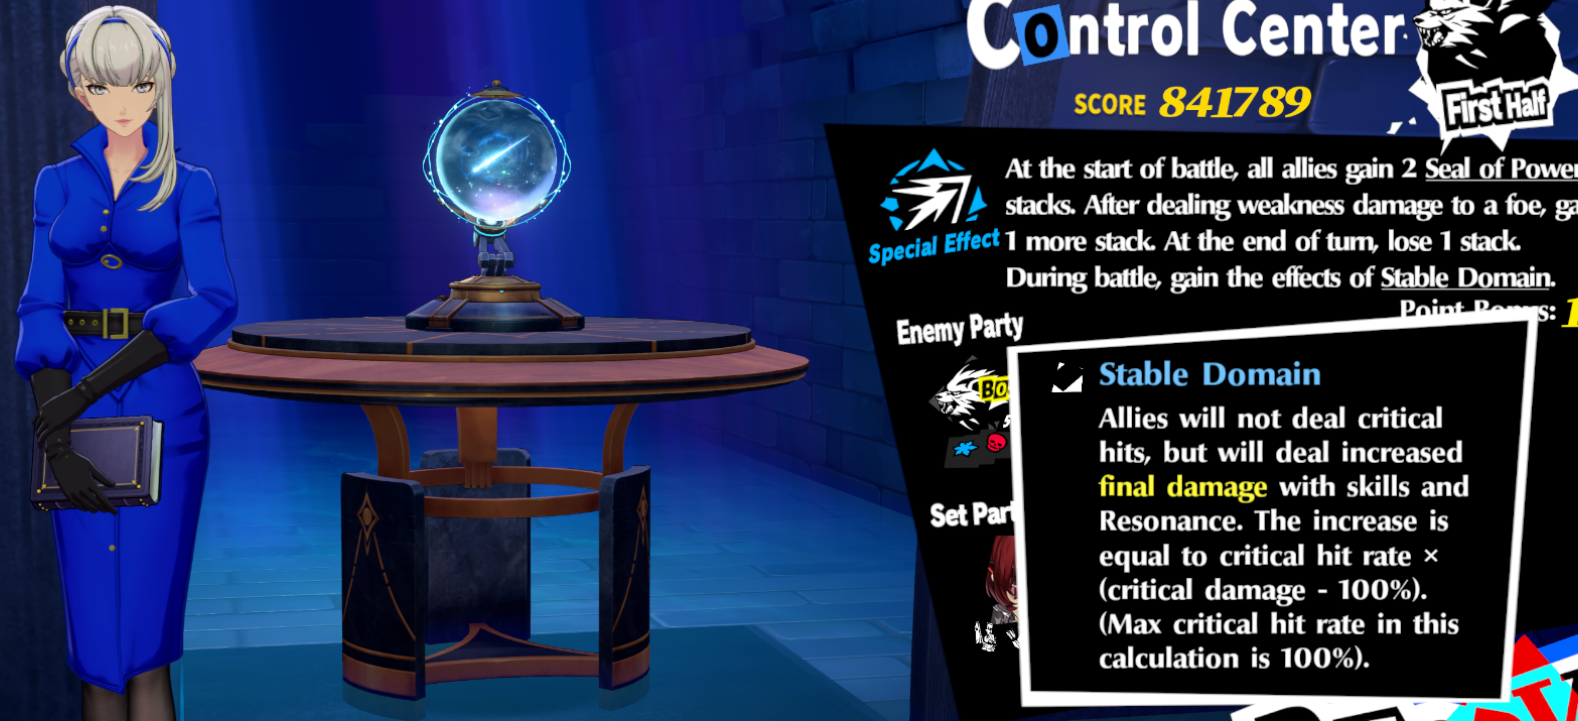 Control Center
SCORE 841789
First Half
At the start of battle, all allies gain 2 Seal of Power
stacks. After dealing weakness damage to a foe,
1 more stack. At the end of turn, lose 1 stack.
During battle, gain the effects of Stable Domain.
Special Effect
Point
Enemy Party
Stable Domain
Allies will not deal critical
hits, but will deal increased
final damage with skills and
Resonance. The increase is
equal to critical hit rate ×
(critical damage - 100%).
(Max critical hit rate in this
calculation is 100%).
Set